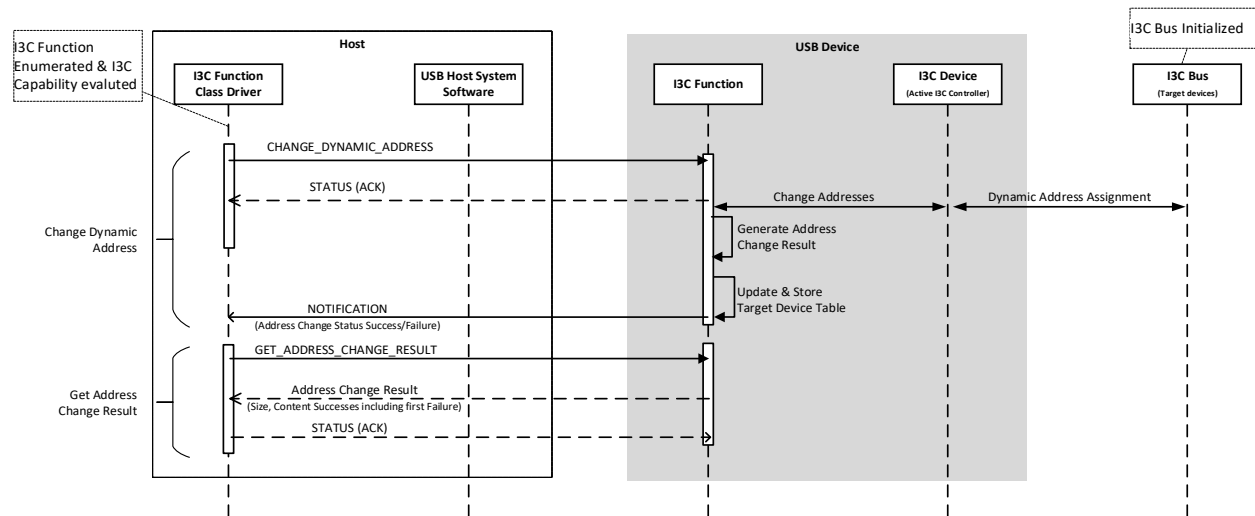 I3C Function
Enumerated & I3C
Capability evaluted
Host
USB Device
I3C Bus Initialized
I3C Function
Class Driver
USB Host System
Software
I3C Function
I3C Device
(Active I3C Controller)
I3C Bus
(Target devices)
CHANGE_DYNAMIC_ADDRESS
STATUS (ACK)
Change Addresses
Dynamic Address Assignment
Change Dynamic
Address
Generate Address
Change Result
Update & Store
Target Device Table
NOTIFICATION
(Address Change Status Success/Failure)
GET_ADDRESS_CHANGE_RESULT
Get Address
Change Result
Address Change Result
(Size, Content Successes including first Failure)
STATUS (ACK)